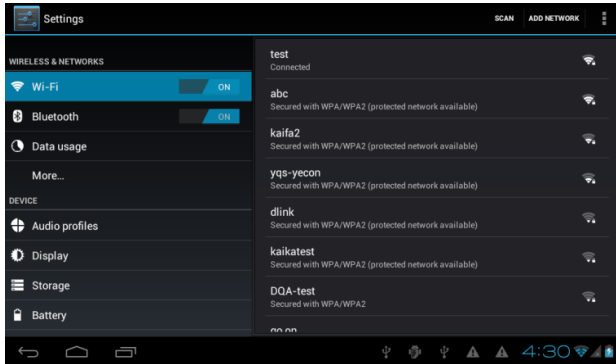 Settings
SCAN
ADD NETWORK
WIRELESS & NETWORKS
Wi-Fi
ON
Bluetooth
ON
Data usage
More...
DEVICE
Audio profiles
Display
Storage
Battery
test
Connected
abc
Secured with WPA/WPA2 (protected network available)
kaifa2
Secured with WPA/WPA2 (protected network available)
yqs-yecon
Secured with WPA/WPA2 (protected network available)
dlink
Secured with WPA/WPA2 (protected network available)
kaikatest
Secured with WPA/WPA2 (protected network available)
DQA-test
Secured with WPA/WPA2
4:30